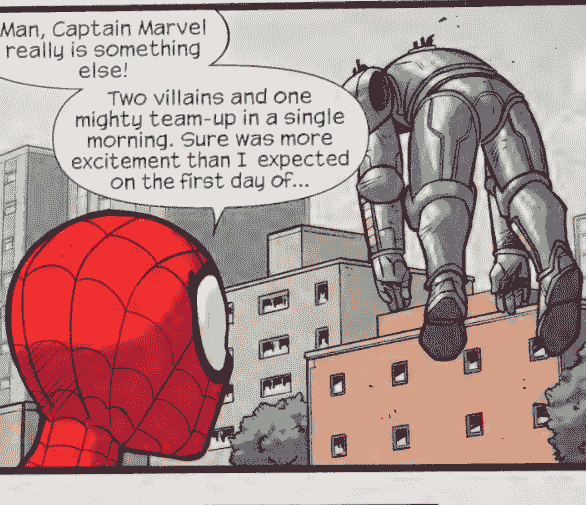 Man, Captain Marvel
really is something
else!
Two villains and one
mighty team-up in a single
morning. Sure was more
excitement than I expected
on the first day of...